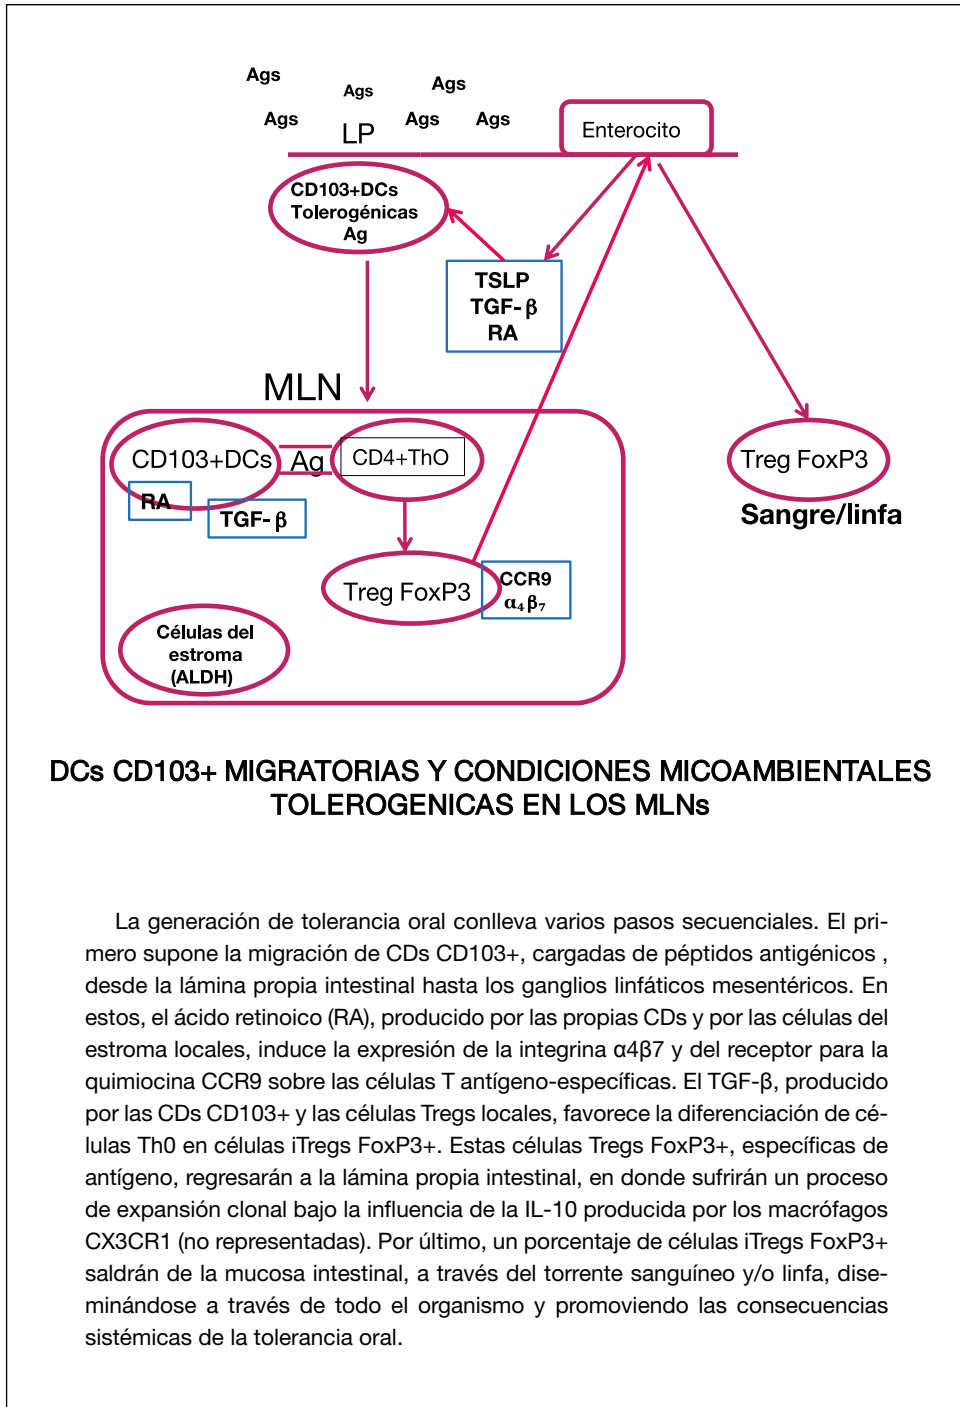 Ags
Ags
Ags
Ags
Ags
Ags
LP
Enterocito
CD103+DCs
Tolerogénicas
Ag
TSLP
TGF-β
RA
MLN
CD103+DCs
Ag
CD4+ThO
RA
TGF-β
Treg FoxP3
CCR9
α₄β₇
Células del
estroma
(ALDH)
Treg FoxP3
Sangre/linfa
DCs CD103+ MIGRATORIAS Y CONDICIONES MICOAMBIENTALES
TOLEROGENICAS EN LOS MLNs
La generación de tolerancia oral conlleva varios pasos secuenciales. El pri-
mero supone la migración de CDs CD103+, cargadas de péptidos antigénicos ,
desde la lámina propia intestinal hasta los ganglios linfáticos mesentéricos. En
estos, el ácido retinoico (RA), producido por las propias CDs y por las células del
estroma locales, induce la expresión de la integrina α4β7 y del receptor para la
quimiocina CCR9 sobre las células T antígeno-específicas. El TGF-β, producido
por las CDs CD103+ y las células Tregs locales, favorece la diferenciación de cé-
lulas Th0 en células iTregs FoxP3+. Estas células Tregs FoxP3+, específicas de
antígeno, regresarán a la lámina propia intestinal, en donde sufrirán un proceso
de expansión clonal bajo la influencia de la IL-10 producida por los macrófagos
CX3CR1 (no representadas). Por último, un porcentaje de células iTregs FoxP3+
saldrán de la mucosa intestinal, a través del torrente sanguíneo y/o linfa, dise-
minándose a través de todo el organismo y promoviendo las consecuencias
sistémicas de la tolerancia oral.